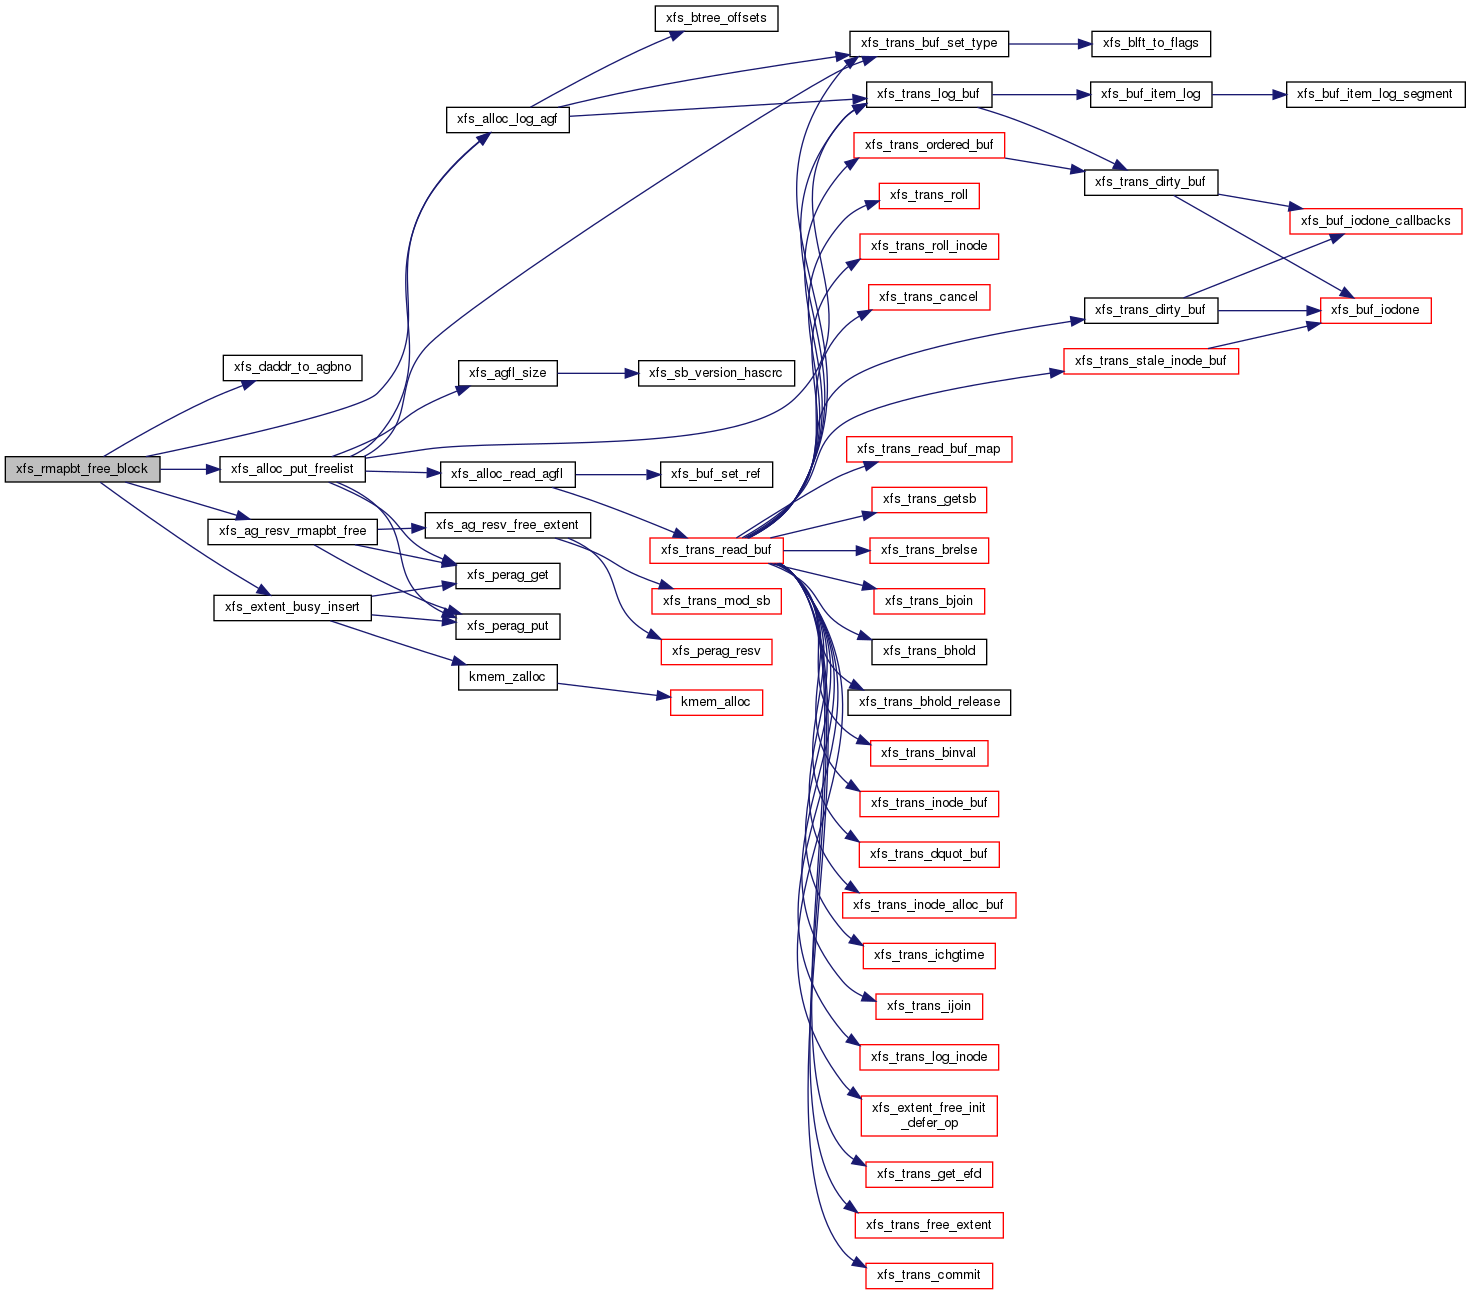 xfs_rmapbt_free_block
xfs_daddr_to_agbno
xfs_alloc_put_freelist
xfs_ag_resv_rmapbt_free
xfs_extent_busy_insert
xfs_alloc_log_agf
xfs_agfl_size
xfs_alloc_read_agfl
xfs_ag_resv_free_extent
xfs_perag_get
xfs_perag_put
kmem_zalloc
xfs_btree_offsets
xfs_sb_version_hascrc
xfs_buf_set_ref
xfs_trans_read_buf
xfs_trans_mod_sb
xfs_perag_resv
kmem_alloc
xfs_trans_buf_set_type
xfs_trans_log_buf
xfs_trans_ordered_buf
xfs_trans_roll
xfs_trans_roll_inode
xfs_trans_cancel
xfs_trans_read_buf_map
xfs_trans_getsb
xfs_trans_brelse
xfs_trans_bjoin
xfs_trans_bhold
xfs_trans_bhold_release
xfs_trans_binval
xfs_trans_inode_buf
xfs_trans_dquot_buf
xfs_trans_inode_alloc_buf
xfs_trans_ichgtime
xfs_trans_ijoin
xfs_trans_log_inode
xfs_extent_free_init
_defer_op
xfs_trans_get_efd
xfs_trans_free_extent
xfs_trans_commit
xfs_blft_to_flags
xfs_buf_item_log
xfs_trans_dirty_buf
xfs_trans_dirty_buf
xfs_trans_stale_inode_buf
xfs_buf_item_log_segment
xfs_buf_iodone_callbacks
xfs_buf_iodone